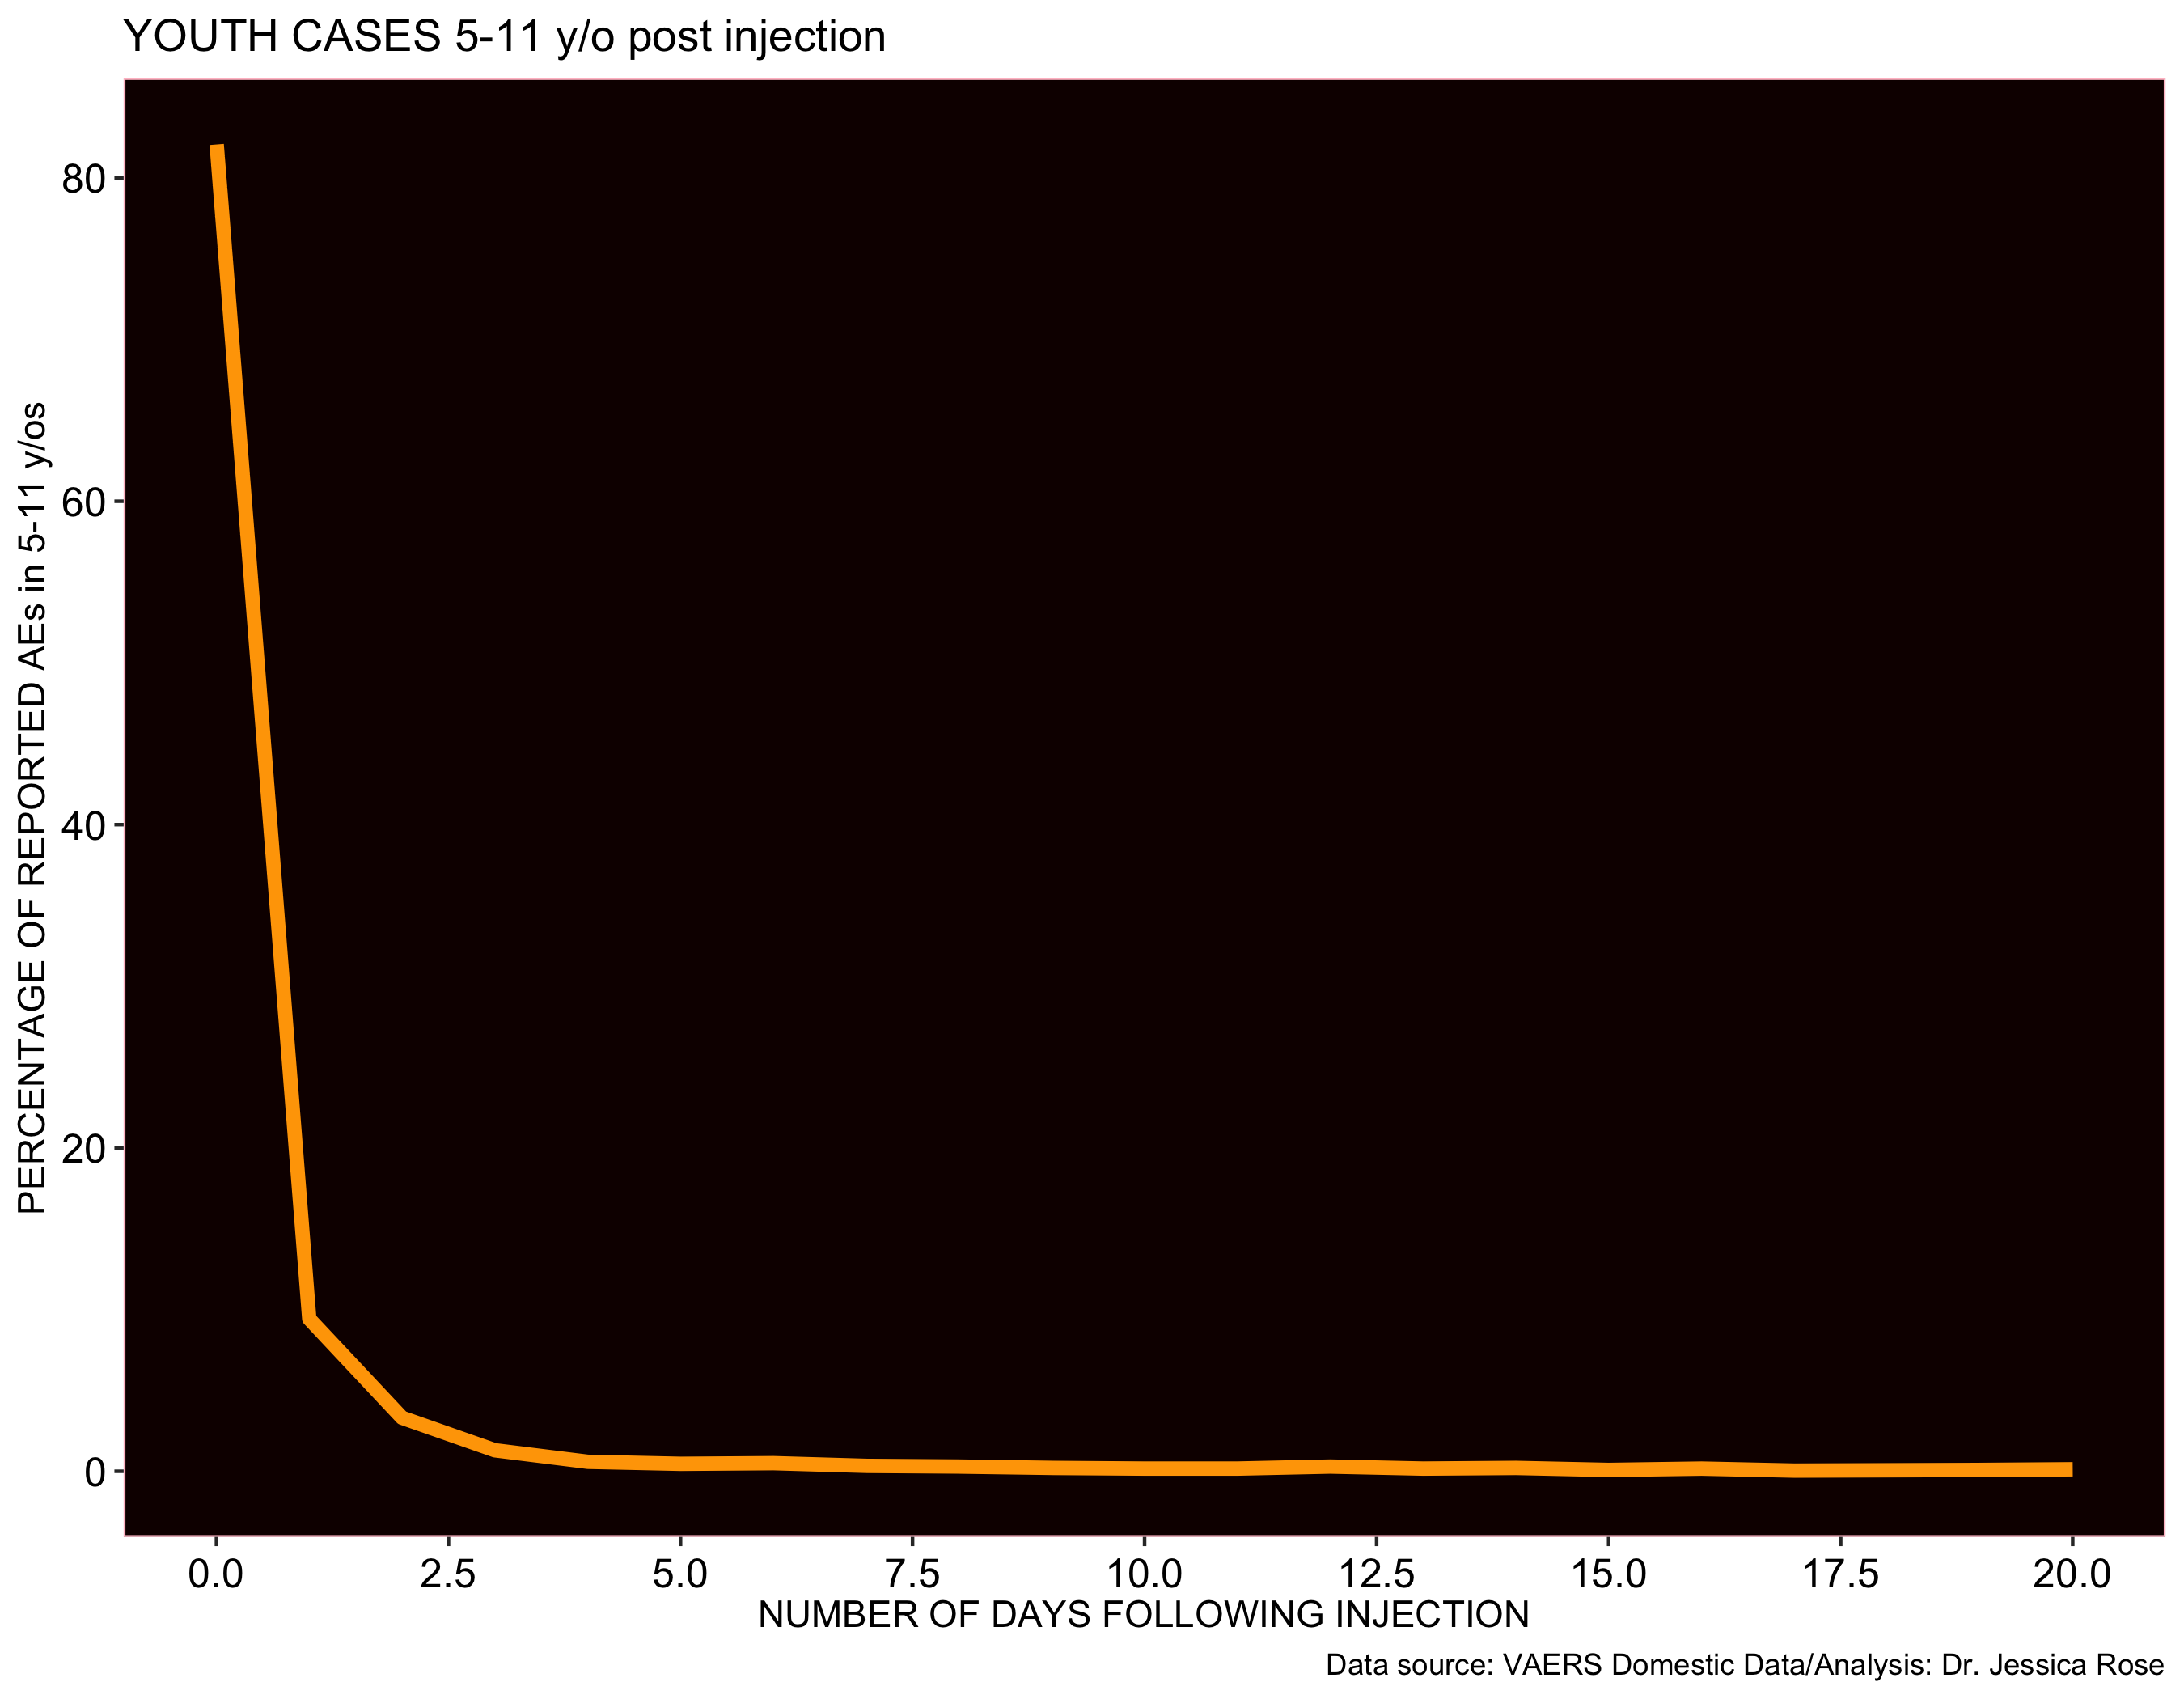 YOUTH CASES 5-11 y/o post injection
PERCENTAGE OF REPORTED AEs in 5-11 y/os
80
60
40
20
0
0.0 2.5 5.0 7.5 10.0 12.5 15.0 17.5 20.0
NUMBER OF DAYS FOLLOWING INJECTION
Data source: VAERS Domestic Data/Analysis: Dr. Jessica Rose